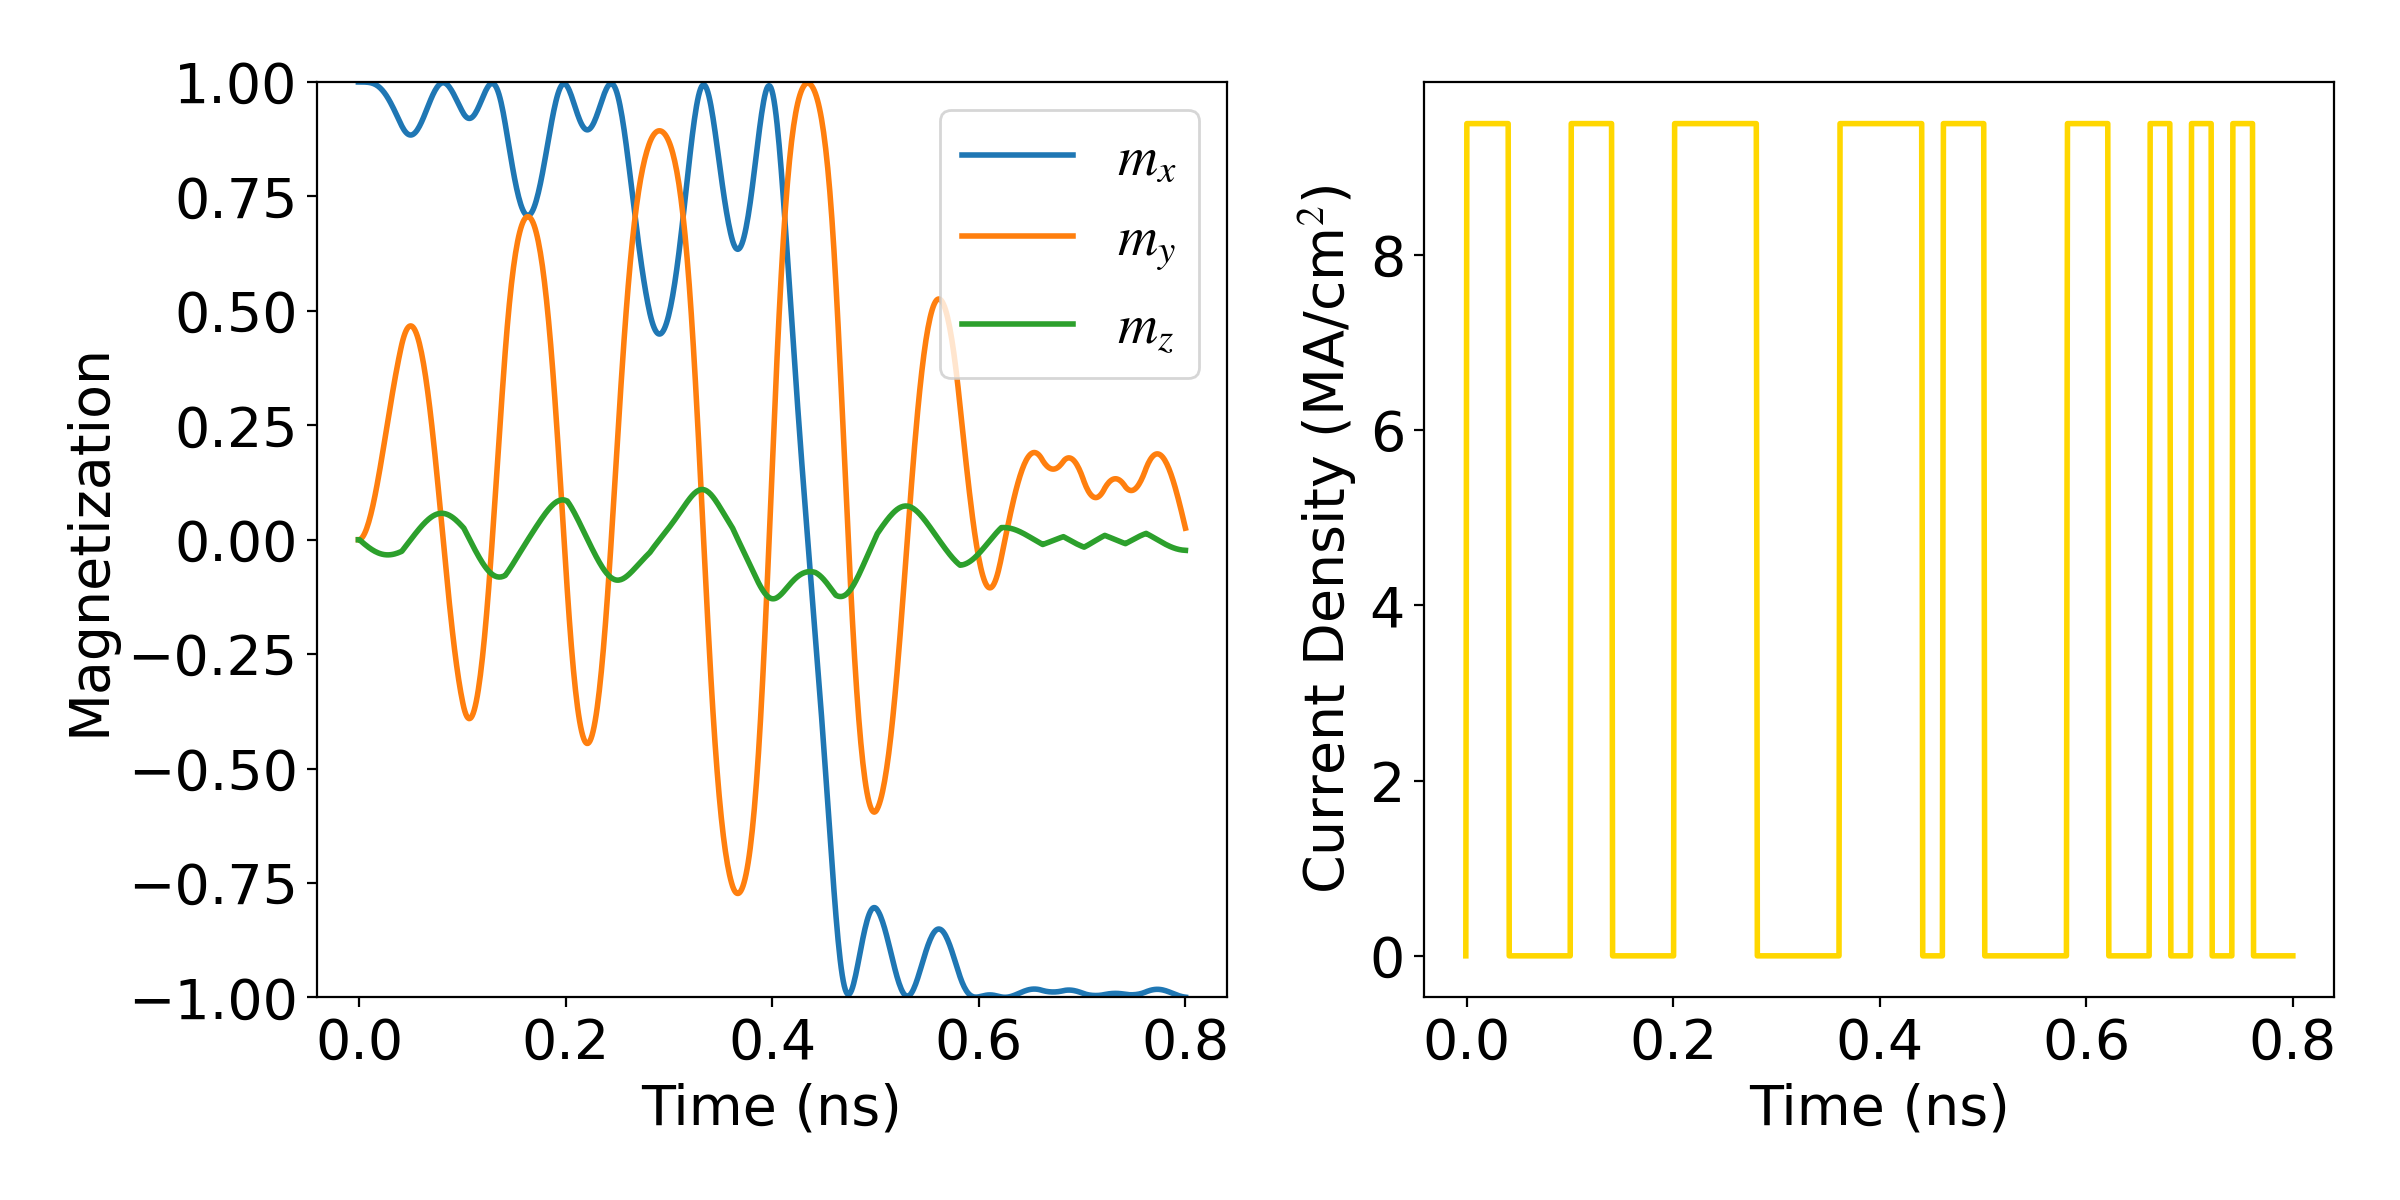 1.00
0.75
0.50
0.25
0.00
−0.25
−0.50
−0.75
−1.00
Magnetization
0.0 0.2 0.4 0.6 0.8
Time (ns)
m_x
m_y
m_z
8
6
4
2
0
Current Density (MA/cm²)
0.0 0.2 0.4 0.6 0.8
Time (ns)